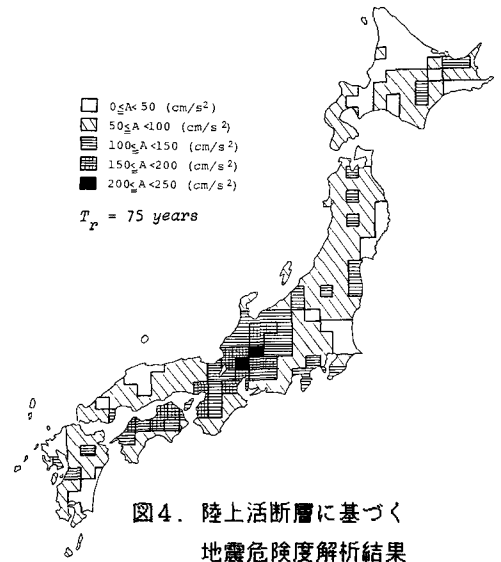 0≦A< 50 (cm/s²)
50≦A<100 (cm/s²)
100≦A<150 (cm/s²)
150≦A<200 (cm/s²)
200≦A<250 (cm/s²)
Tr = 75 years
図4. 陸上活断層に基づく
地震危険度解析結果